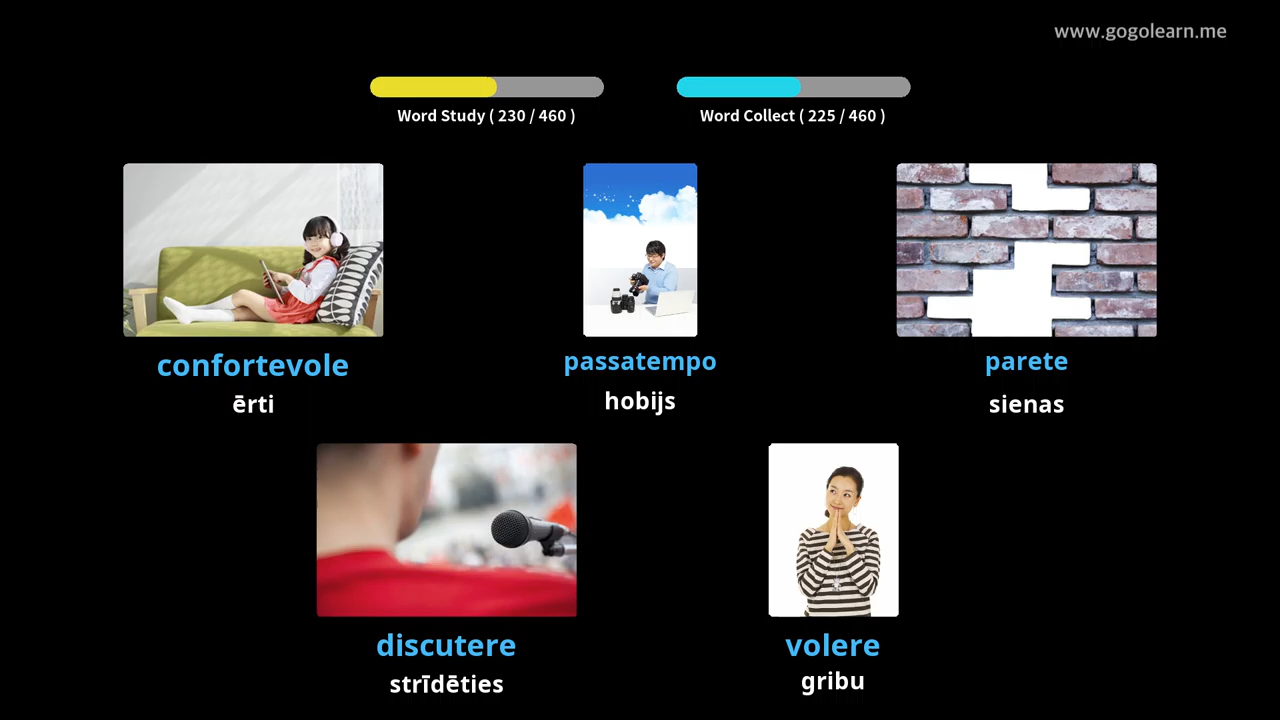 www.gogolearn.me
Word Study ( 230 / 460 )
Word Collect ( 225 / 460 )
confortevole
ērti
passatempo
hobijs
parete
sienas
discutere
strīdēties
volere
gribu